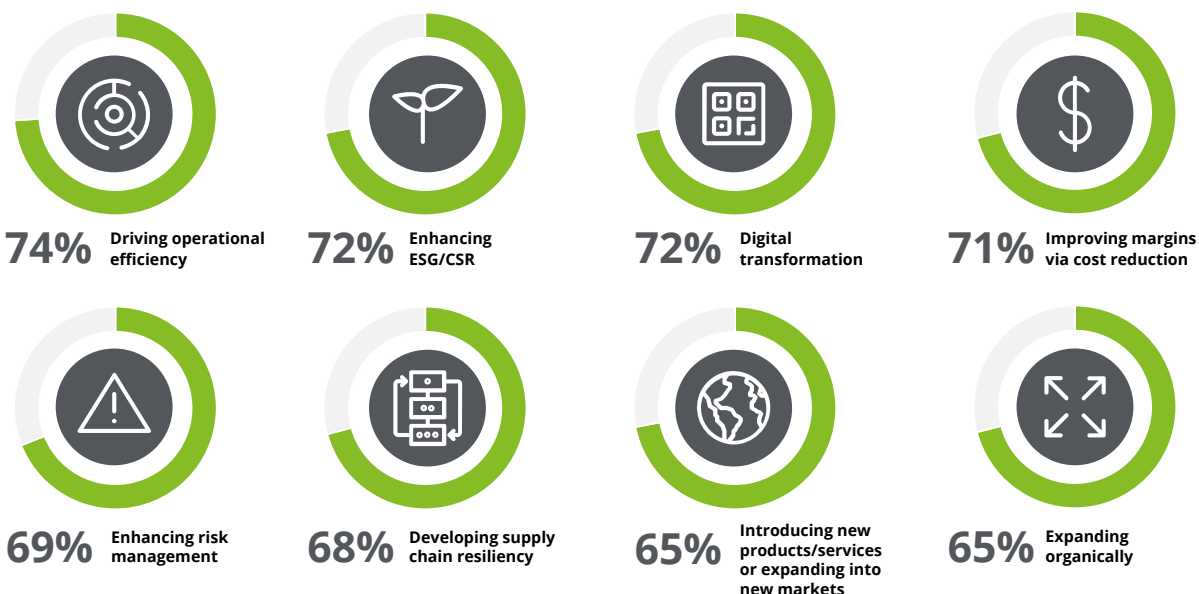 74%
Driving operational
efficiency
72%
Enhancing
ESG/CSR
72%
Digital
transformation
71%
Improving margins
via cost reduction
69%
Enhancing risk
management
68%
Developing supply
chain resiliency
65%
Introducing new
products/services
or expanding into
new markets
65%
Expanding
organically